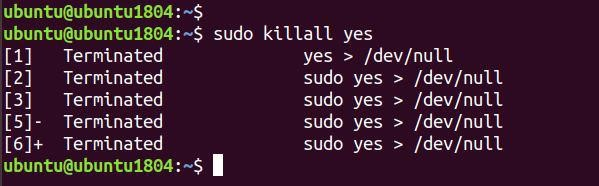 ubuntu@ubuntu1804:~$
ubuntu@ubuntu1804:~$ sudo killall yes
[1]   Terminated              yes > /dev/null
[2]   Terminated              sudo yes > /dev/null
[3]   Terminated              sudo yes > /dev/null
[5]-  Terminated              sudo yes > /dev/null
[6]+  Terminated              sudo yes > /dev/null
ubuntu@ubuntu1804:~$